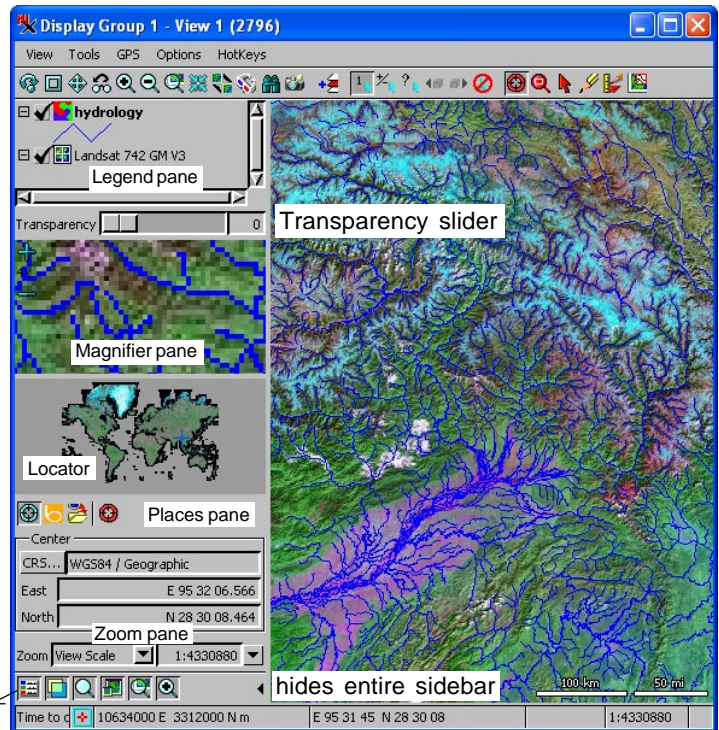 Display Group 1 - View 1 (2796)
View Tools GPS Options HotKeys
hydrology
Landsat 742 GM V3
Legend pane
Transparency 0
Transparency slider
Magnifier pane
Locator
Places pane
Center
CRS... WGS84 / Geographic
East E 95 32 06.566
North N 28 30 08.464
Zoom pane
Zoom View Scale 1:4330880
hides entire sidebar
100 km 50 mi
Time to 10634000 E 3312000 N m E 95 31 45 N 28 30 08 1:4330880